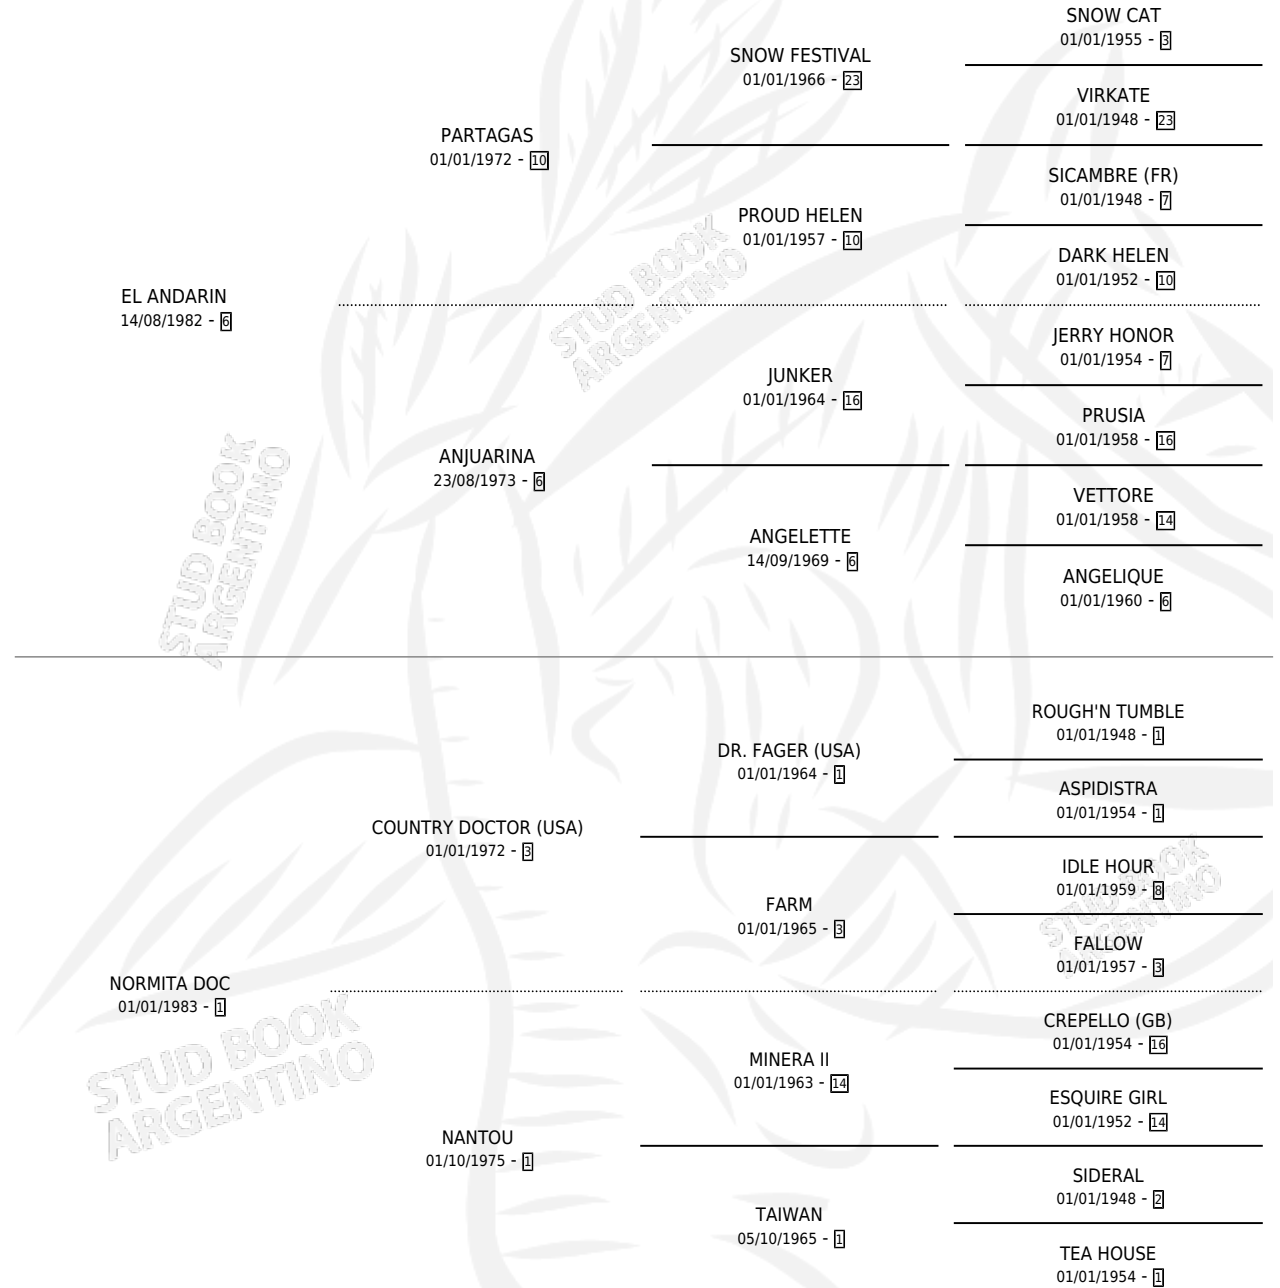 SNOW CAT
01/01/1955 - 3
SNOW FESTIVAL
01/01/1966 - 23
VIRKATE
01/01/1948 - 23
PARTAGAS
01/01/1972 - 10
SICAMBRE (FR)
01/01/1948 - 7
PROUD HELEN
01/01/1957 - 10
DARK HELEN
01/01/1952 - 10
EL ANDARIN
14/08/1982 - 6
JERRY HONOR
01/01/1954 - 7
JUNKER
01/01/1964 - 16
PRUSIA
01/01/1958 - 16
ANJUARINA
23/08/1973 - 6
VETTORE
01/01/1958 - 14
ANGELETTE
14/09/1969 - 6
ANGELIQUE
01/01/1960 - 6
ROUGH'N TUMBLE
01/01/1948 - 1
DR. FAGER (USA)
01/01/1964 - 1
ASPIDISTRA
01/01/1954 - 1
COUNTRY DOCTOR (USA)
01/01/1972 - 3
IDLE HOUR
01/01/1959 - 8
FARM
01/01/1965 - 3
FALLOW
01/01/1957 - 3
NORMITA DOC
01/01/1983 - 1
CREPELLO (GB)
01/01/1954 - 16
MINERA II
01/01/1963 - 14
ESQUIRE GIRL
01/01/1952 - 14
NANTOU
01/10/1975 - 1
SIDERAL
01/01/1948 - 2
TAIWAN
05/10/1965 - 1
TEA HOUSE
01/01/1954 - 1
STUD BOOK
ARGENTINO
STUD BOOK
ARGENTINO
STUD BOOK
ARGENTINO
STUD BOOK
ARGENTINO